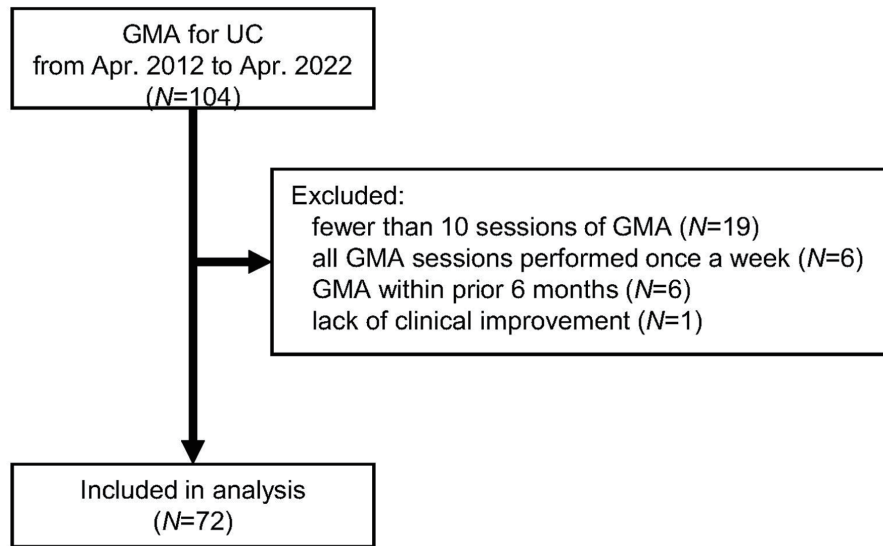 GMA for UC
from Apr. 2012 to Apr. 2022
(N=104)
Excluded:
fewer than 10 sessions of GMA (N=19)
all GMA sessions performed once a week (N=6)
GMA within prior 6 months (N=6)
lack of clinical improvement (N=1)
Included in analysis
(N=72)